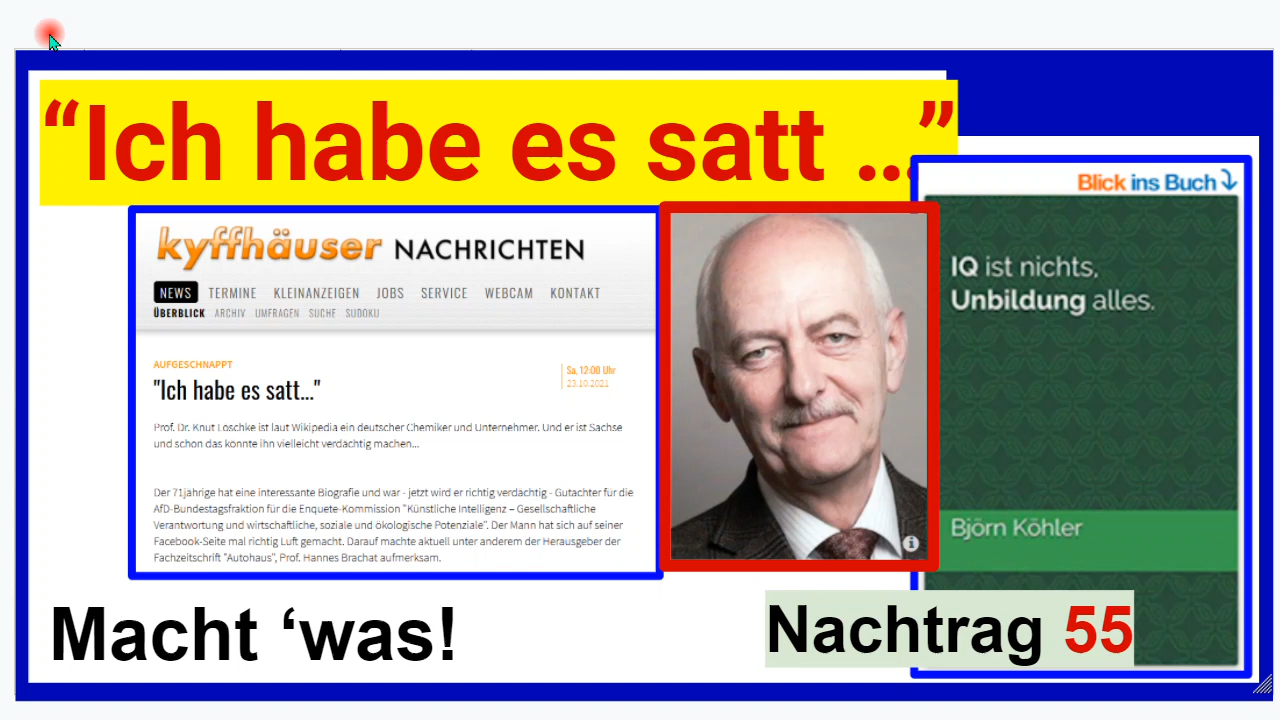 “Ich habe es satt ...”
Blick ins Buch
kyffhäuser NACHRICHTEN
NEWS TERMINE KLEINANZEIGEN JOBS SERVICE WEBCAM KONTAKT
ÜBERBLICK ARCHIV UMFRAGEN SUCHE SUDOKU
AUFGESCHNAPPT
Sa, 12:00 Uhr
23.10.2021
"Ich habe es satt..."
Prof. Dr. Knut Löschke ist laut Wikipedia ein deutscher Chemiker und Unternehmer. Und er ist Sachse
und schon das könnte ihn vielleicht verdächtig machen...
Der 71jährige hat eine interessante Biografie und war - jetzt wird er richtig verdächtig - Gutachter für die
AfD-Bundestagsfraktion für die Enquete-Kommission "Künstliche Intelligenz – Gesellschaftliche
Verantwortung und wirtschaftliche, soziale und ökologische Potenziale". Der Mann hat sich auf seiner
Facebook-Seite mal richtig Luft gemacht. Darauf machte aktuell unter anderem der Herausgeber der
Fachzeitschrift "Autohaus", Prof. Hannes Brachat aufmerksam.
IQ ist nichts,
Unbildung alles.
Björn Köhler
Macht ‘was!
Nachtrag 55